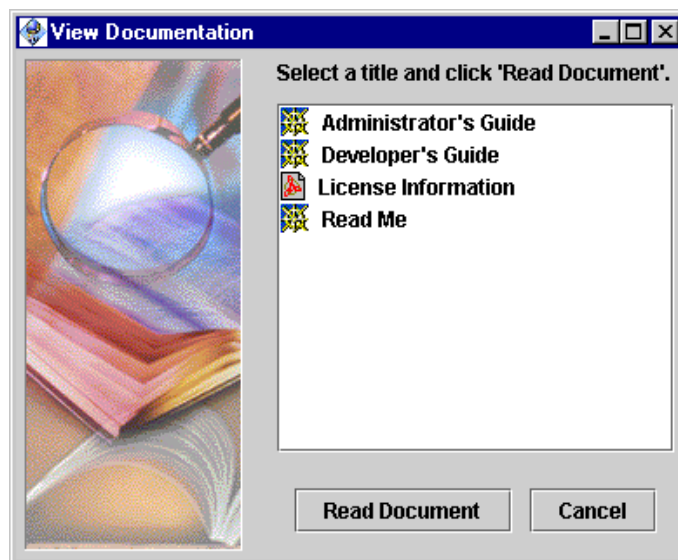 View Documentation
Select a title and click 'Read Document'.
Administrator's Guide
Developer's Guide
License Information
Read Me
Read Document
Cancel